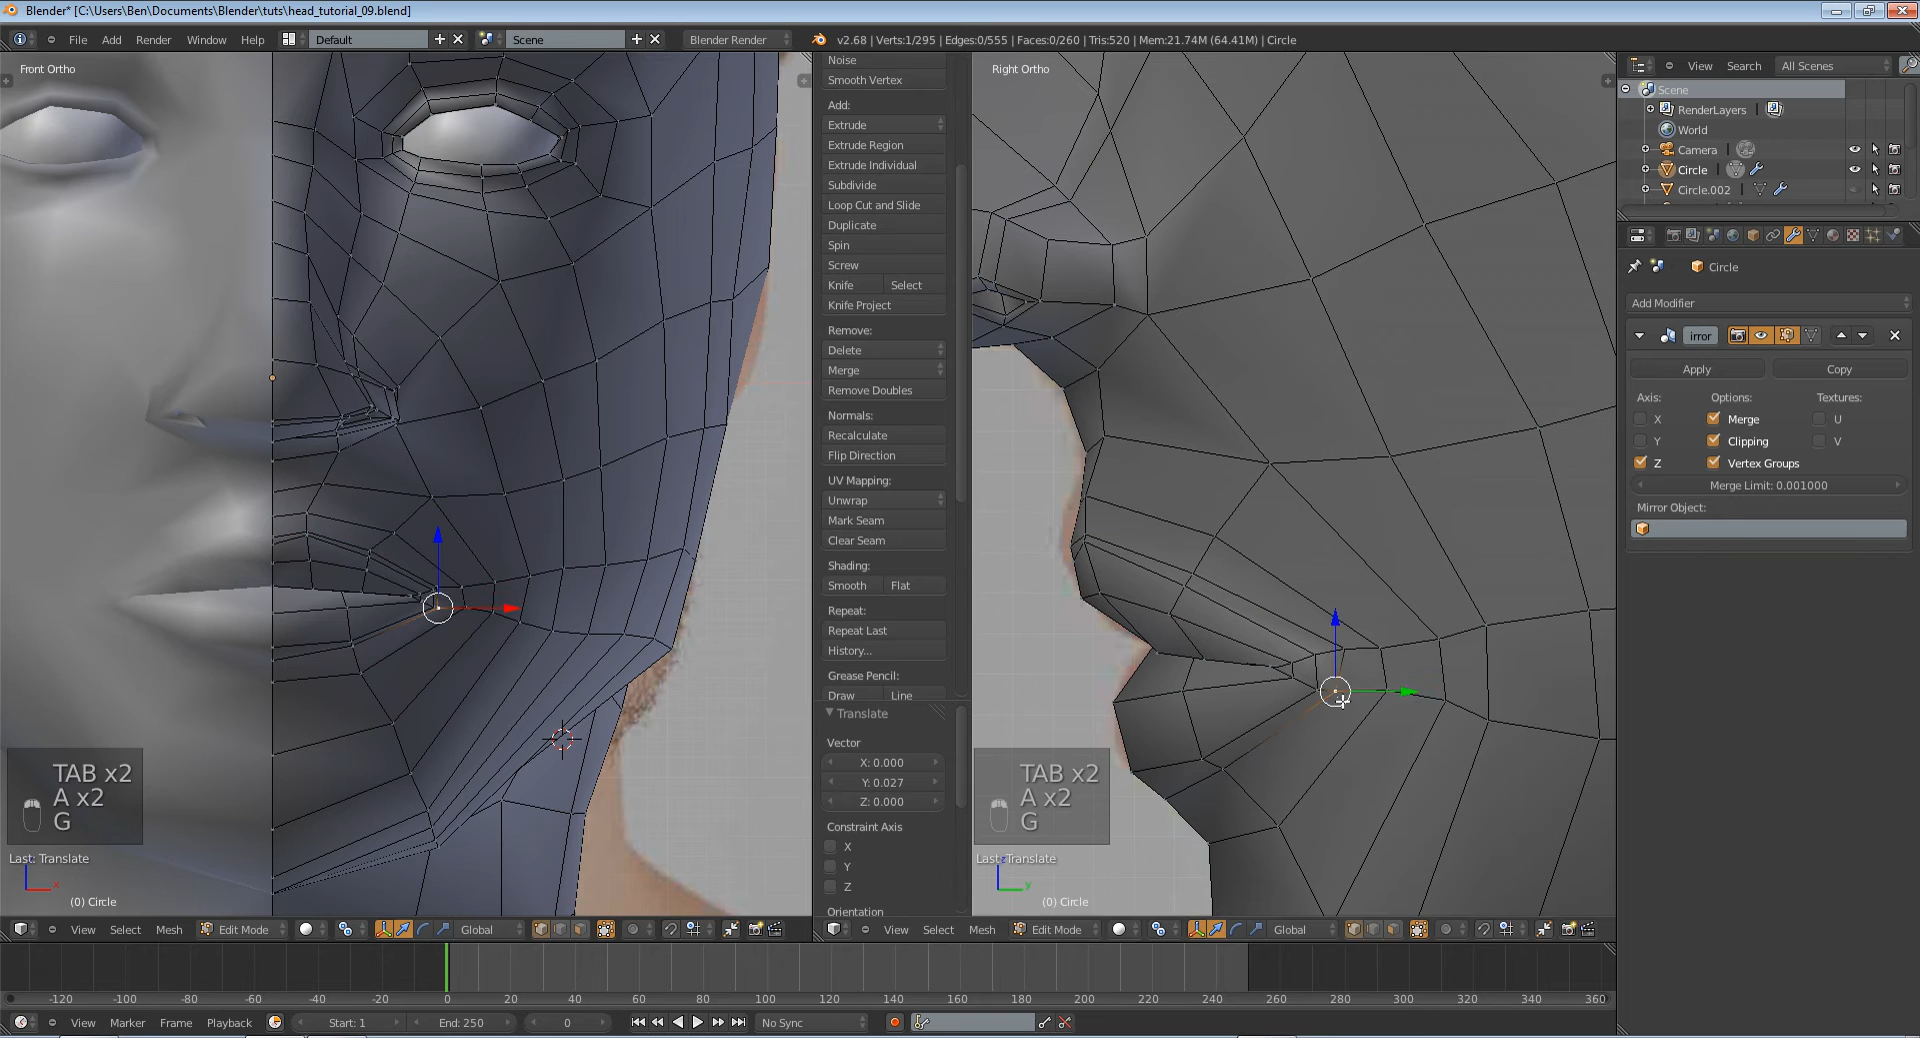 Blender* [C:\Users\Ben\Documents\Blender\tuts\head_tutorial_09.blend]
File Add Render Window Help Default Scene Blender Render v2.68 | Verts:1/295 | Edges:0/555 | Faces:0/260 | Tris:520 | Mem:21.74M (64.41M) | Circle
Front Ortho
TAB x2
A x2
G
Last: Translate
x
(0) Circle
Noise
Smooth Vertex
Add:
Extrude
Extrude Region
Extrude Individual
Subdivide
Loop Cut and Slide
Duplicate
Spin
Screw
Knife Select
Knife Project
Remove:
Delete
Merge
Remove Doubles
Normals:
Recalculate
Flip Direction
UV Mapping:
Unwrap
Mark Seam
Clear Seam
Shading:
Smooth Flat
Repeat:
Repeat Last
History...
Grease Pencil:
Draw Line
Translate
Vector
X: 0.000
Y: 0.027
Z: 0.000
Constraint Axis
X
Y
Z
Orientation
Right Ortho
TAB x2
A x2
G
Last: Translate
z
y
(0) Circle
View Search All Scenes
Scene
RenderLayers |
World
Camera |
Circle |
Circle.002 |
Circle
Add Modifier
irror
Apply Copy
Axis: Options: Textures:
X Merge U
Y Clipping V
Z Vertex Groups
Merge Limit: 0.001000
Mirror Object:
View Select Mesh Edit Mode Global
View Select Mesh Edit Mode Global
-120 -100 -80 -60 -40 -20 0 20 40 60 80 100 120 140 160 180 200 220 240 260 280 300 320 340 360
View Marker Frame Playback Start: 1 End: 250 0 No Sync